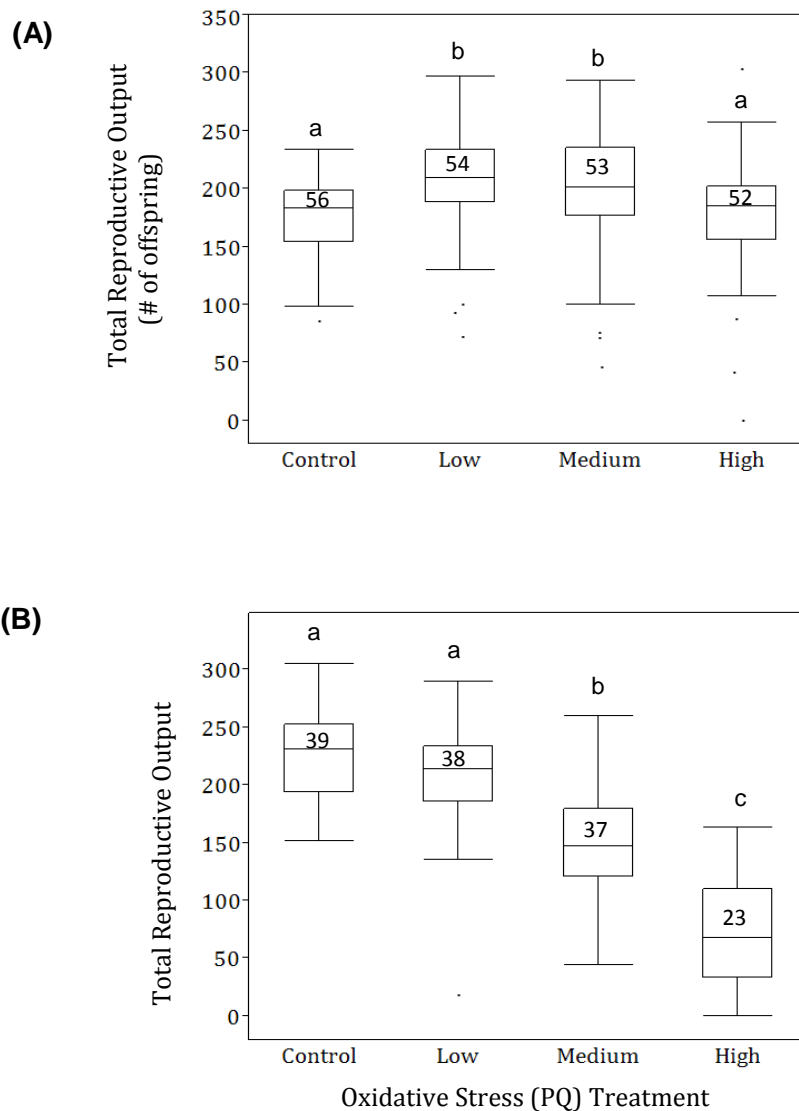 (A)
Total Reproductive Output
(# of offspring)
350
300
250
200
150
100
50
0
a
b
b
a
56
54
53
52
Control
Low
Medium
High
(B)
Total Reproductive Output
300
250
200
150
100
50
0
a
a
b
c
39
38
37
23
Control
Low
Medium
High
Oxidative Stress (PQ) Treatment